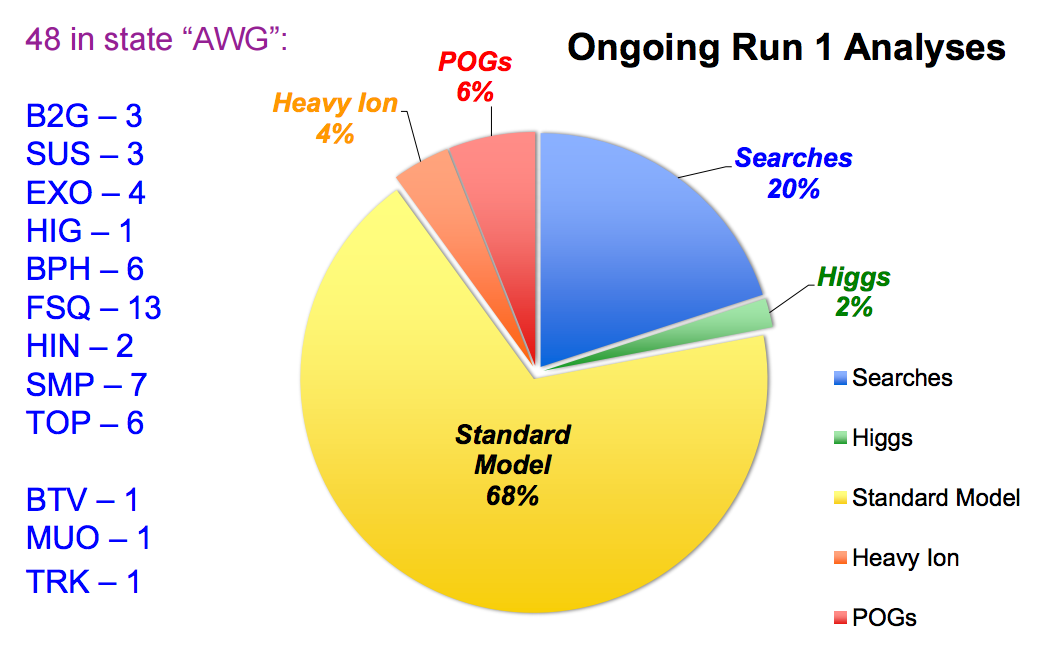 48 in state “AWG”:
Ongoing Run 1 Analyses
B2G – 3
SUS – 3
EXO – 4
HIG – 1
BPH – 6
FSQ – 13
HIN – 2
SMP – 7
TOP – 6
BTV – 1
MUO – 1
TRK – 1
POGs
6%
Heavy Ion
4%
Searches
20%
Higgs
2%
Standard
Model
68%
Searches
Higgs
Standard Model
Heavy Ion
POGs